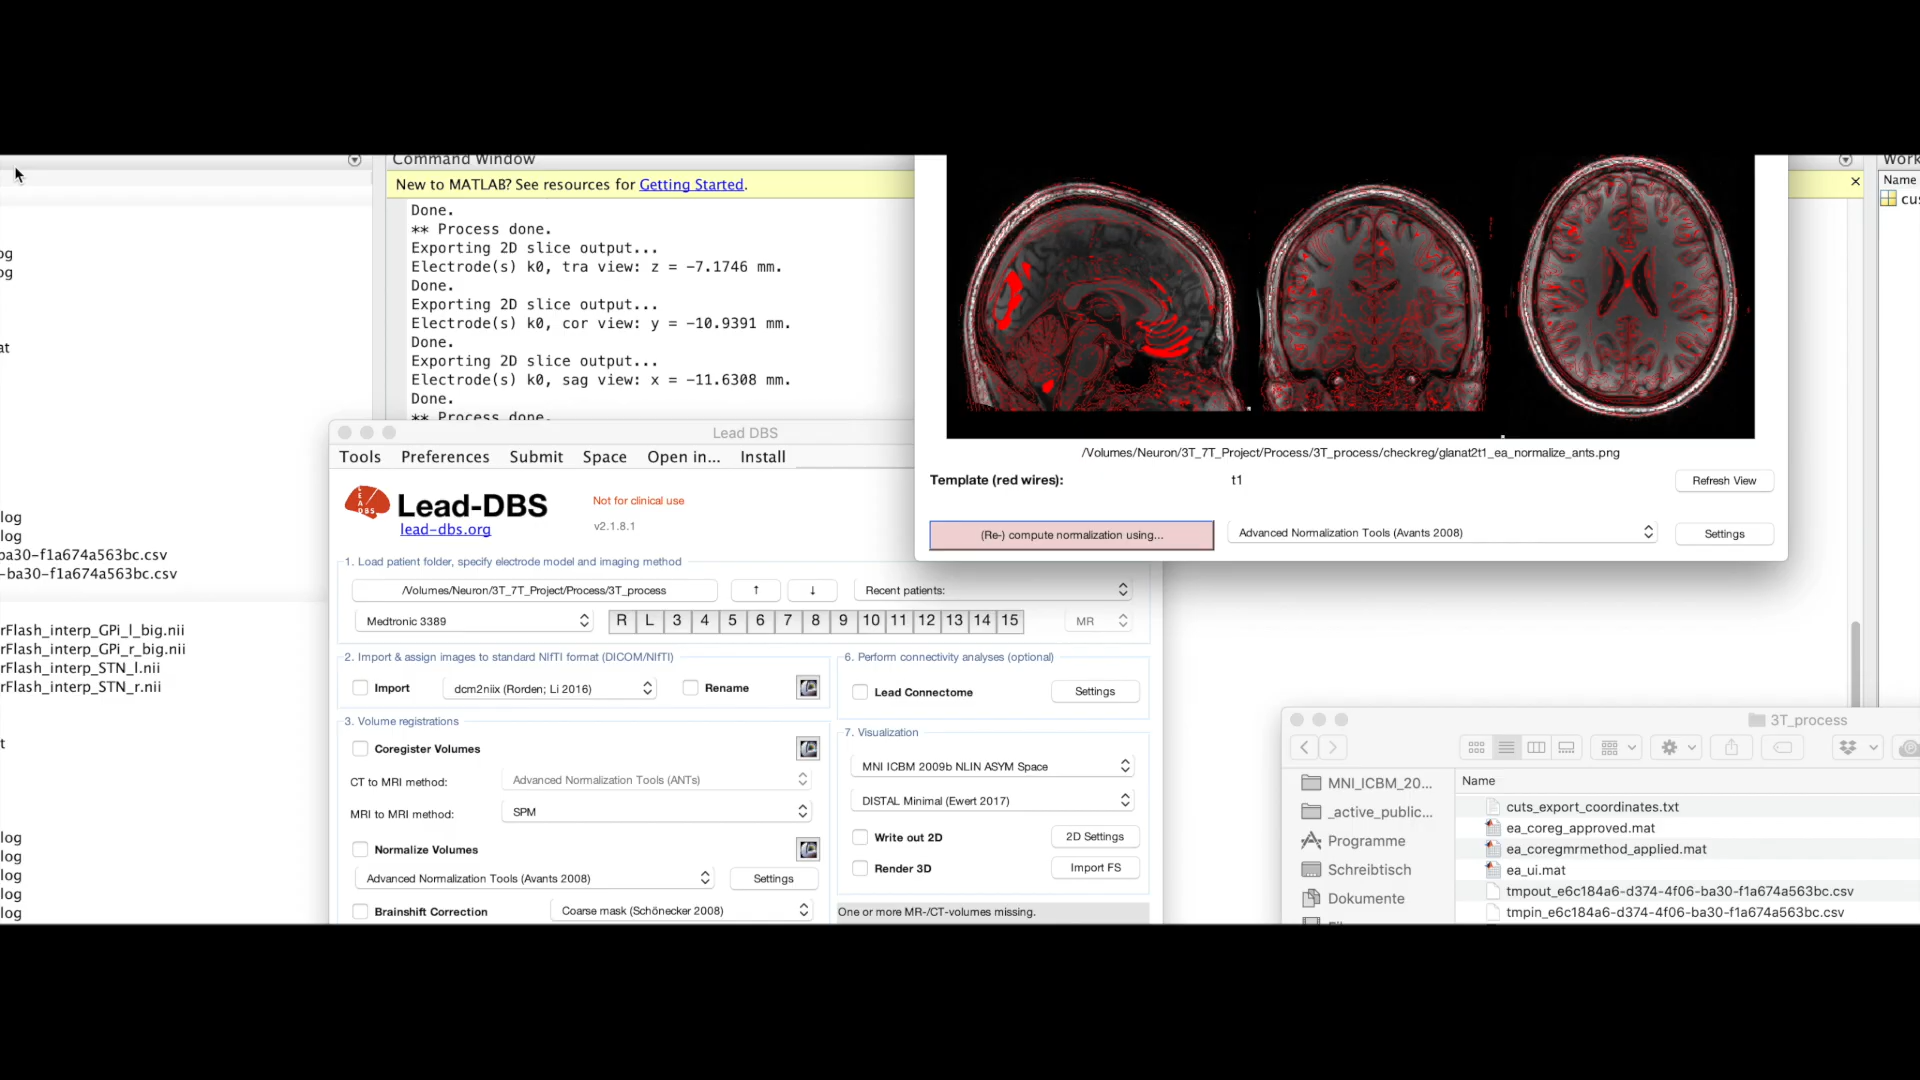 Command Window
Work
New to MATLAB? See resources for Getting Started.
Name
Done.
** Process done.
Exporting 2D slice output...
Electrode(s) k0, tra view: z = -7.1746 mm.
Done.
Exporting 2D slice output...
Electrode(s) k0, cor view: y = -10.9391 mm.
Done.
Exporting 2D slice output...
Electrode(s) k0, sag view: x = -11.6308 mm.
Done.
** Process done.
og
og
at
log
log
ba30-f1a674a563bc.csv
-ba30-f1a674a563bc.csv
rFlash_interp_GPi_l_big.nii
rFlash_interp_GPi_r_big.nii
rFlash_interp_STN_l.nii
rFlash_interp_STN_r.nii
t
log
log
log
log
log
/Volumes/Neuron/3T_7T_Project/Process/3T_process/checkreg/glanat2t1_ea_normalize_ants.png
Template (red wires):
t1
Refresh View
(Re-) compute normalization using...
Advanced Normalization Tools (Avants 2008)
Settings
Lead DBS
Tools Preferences Submit Space Open in... Install
LEAD DBS
Lead-DBS
Not for clinical use
lead-dbs.org
v2.1.8.1
1. Load patient folder, specify electrode model and imaging method
/Volumes/Neuron/3T_7T_Project/Process/3T_process
↑
↓
Recent patients:
Medtronic 3389
R L 3 4 5 6 7 8 9 10 11 12 13 14 15
MR
2. Import & assign images to standard NIfTI format (DICOM/NIfTI)
Import
dcm2niix (Rorden; Li 2016)
Rename
3. Volume registrations
Coregister Volumes
CT to MRI method:
Advanced Normalization Tools (ANTs)
MRI to MRI method:
SPM
Normalize Volumes
Advanced Normalization Tools (Avants 2008)
Settings
Brainshift Correction
Coarse mask (Schönecker 2008)
6. Perform connectivity analyses (optional)
Lead Connectome
Settings
7. Visualization
MNI ICBM 2009b NLIN ASYM Space
DISTAL Minimal (Ewert 2017)
Write out 2D
2D Settings
Render 3D
Import FS
One or more MR-/CT-volumes missing.
3T_process
MNI_ICBM_20...
_active_public...
Programme
Schreibtisch
Dokumente
Name
cuts_export_coordinates.txt
ea_coreg_approved.mat
ea_coregmrmethod_applied.mat
ea_ui.mat
tmpout_e6c184a6-d374-4f06-ba30-f1a674a563bc.csv
tmpin_e6c184a6-d374-4f06-ba30-f1a674a563bc.csv